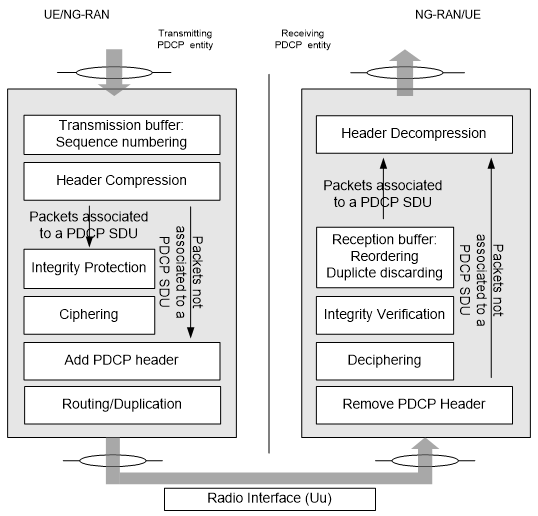 UE/NG-RAN
NG-RAN/UE
Transmitting
PDCP entity
Receiving
PDCP entity
Transmission buffer:
Sequence numbering
Header Compression
Packets associated
to a PDCP SDU
Packets not
associated to a
PDCP SDU
Integrity Protection
Ciphering
Add PDCP header
Routing/Duplication
Header Decompression
Packets associated
to a PDCP SDU
Packets not
associated to a
PDCP SDU
Reception buffer:
Reordering
Duplicte discarding
Integrity Verification
Deciphering
Remove PDCP Header
Radio Interface (Uu)